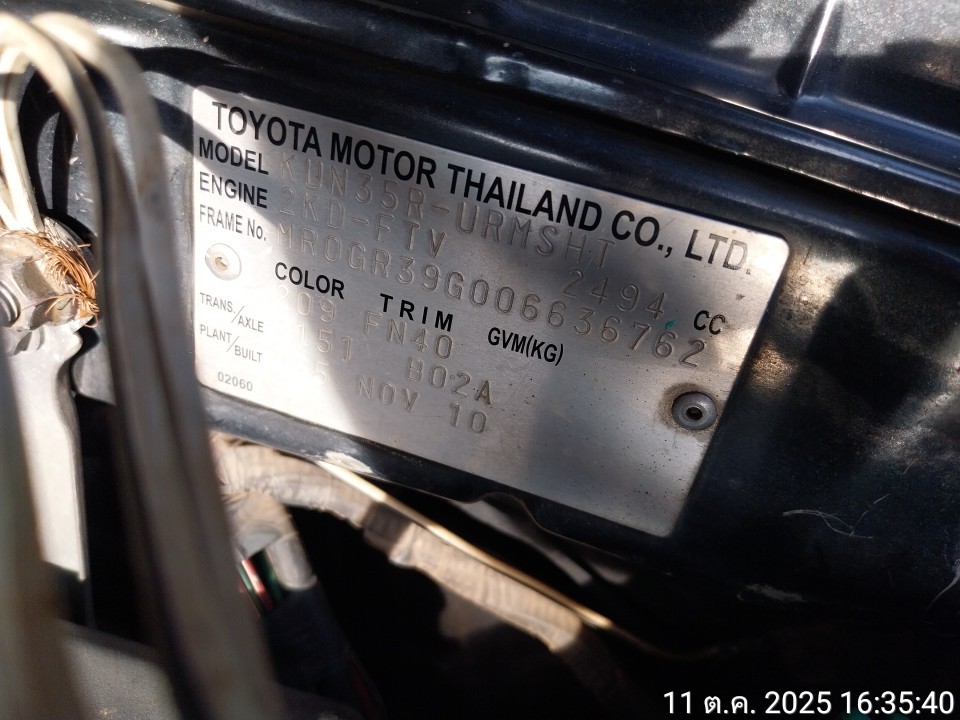 TOYOTA MOTOR THAILAND CO., LTD.
MODEL KUN35R-URMSHT
ENGINE 2KD-FTV 2494 CC
FRAME No. MR0GR39G006636762
COLOR TRIM GVM(KG)
209 FN40
TRANS./AXLE 151 B02A
PLANT/BUILT NOV 10
02060
11 ต.ค. 2025 16:35:40